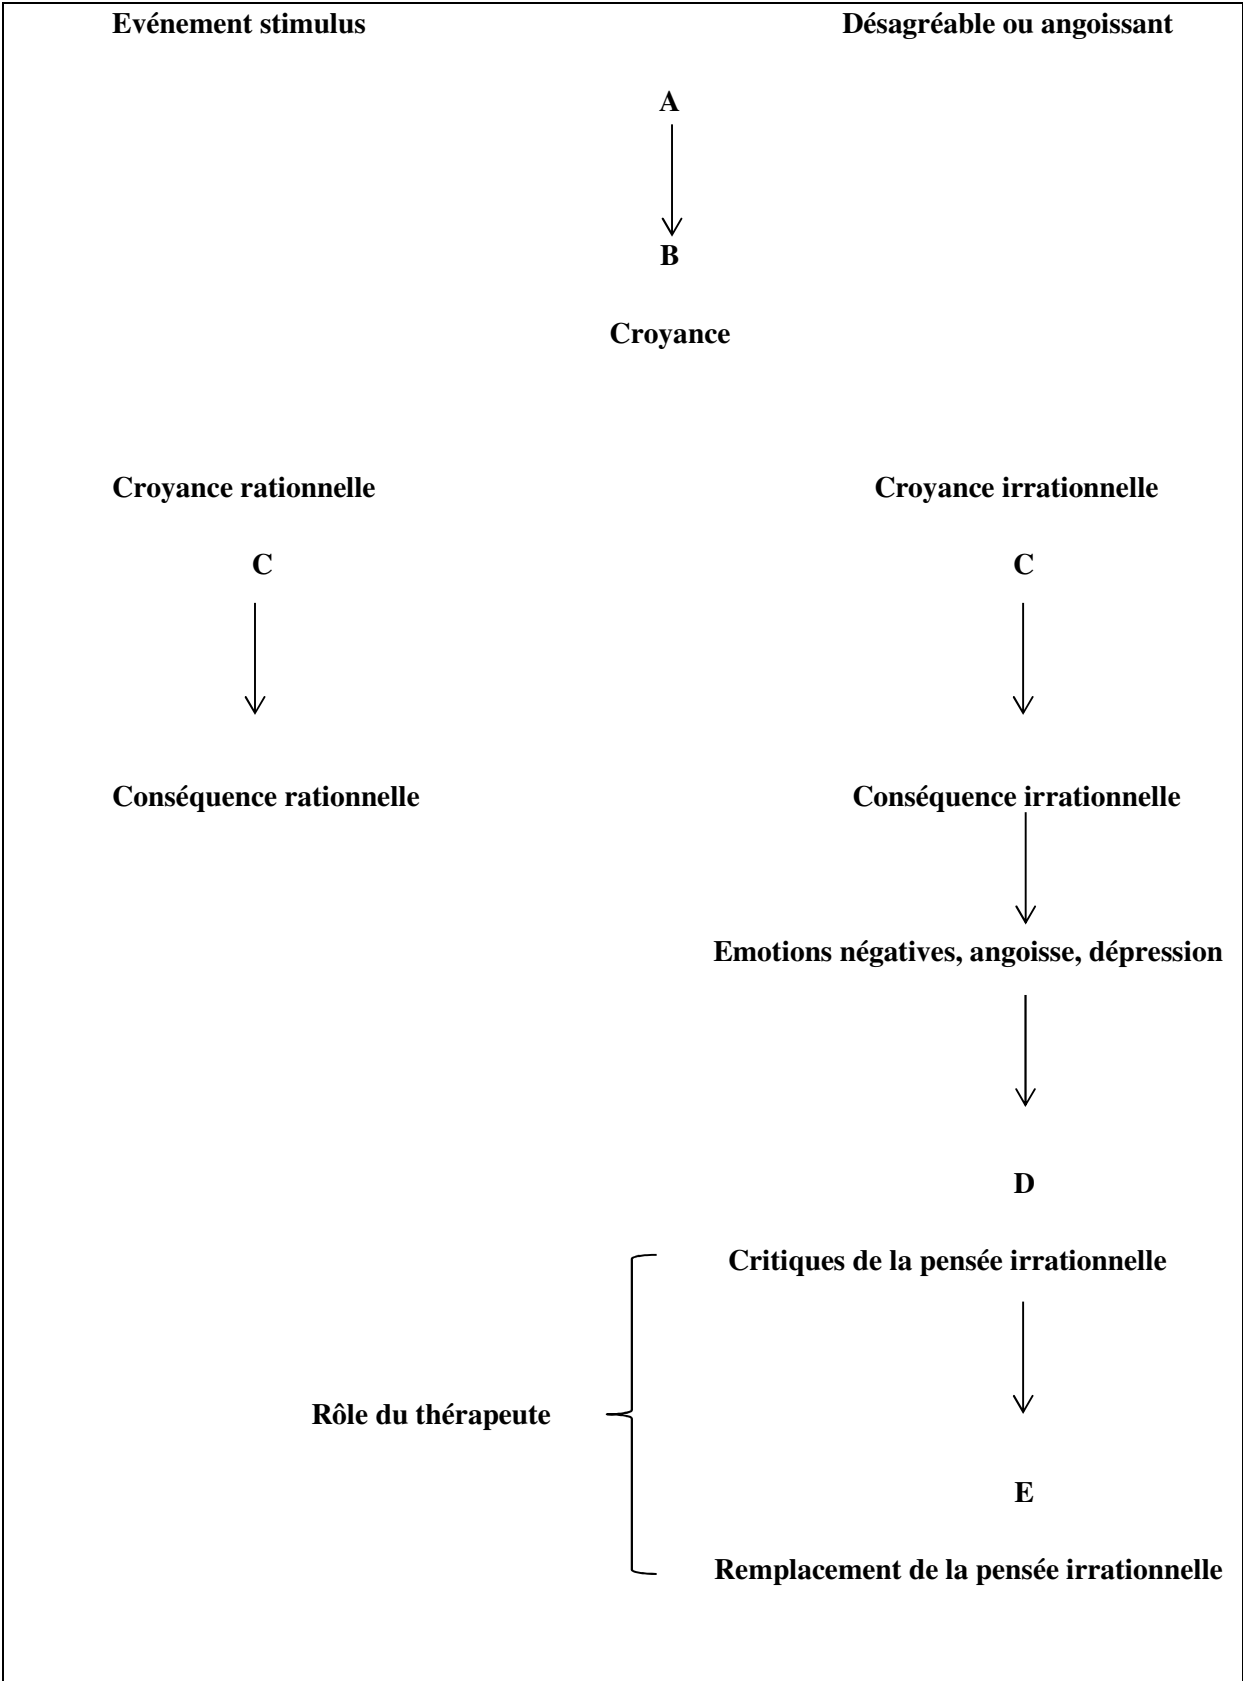 Evénement stimulus Désagréable ou angoissant
A
B
Croyance
Croyance rationnelle Croyance irrationnelle
C C
Conséquence rationnelle Conséquence irrationnelle
Emotions négatives, angoisse, dépression
D
Critiques de la pensée irrationnelle
Rôle du thérapeute
E
Remplacement de la pensée irrationnelle